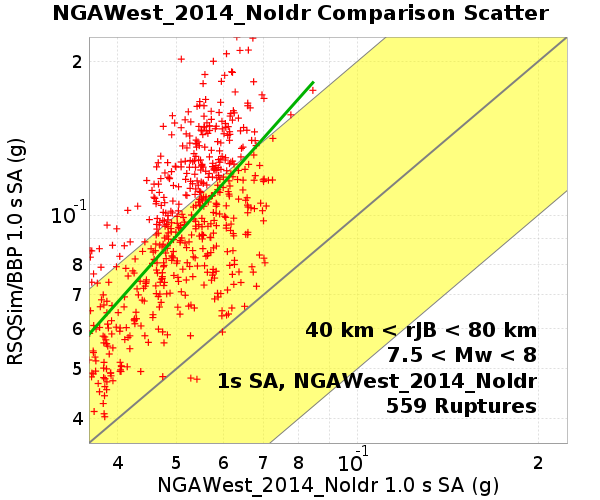 NGAWest_2014_NoIdr Comparison Scatter
RSQSim/BBP 1.0 s SA (g)
2
10-1
8
7
6
5
4
40 km < rJB < 80 km
7.5 < Mw < 8
1s SA, NGAWest_2014_NoIdr
559 Ruptures
4 5 6 7 8 10-1 2
NGAWest_2014_NoIdr 1.0 s SA (g)